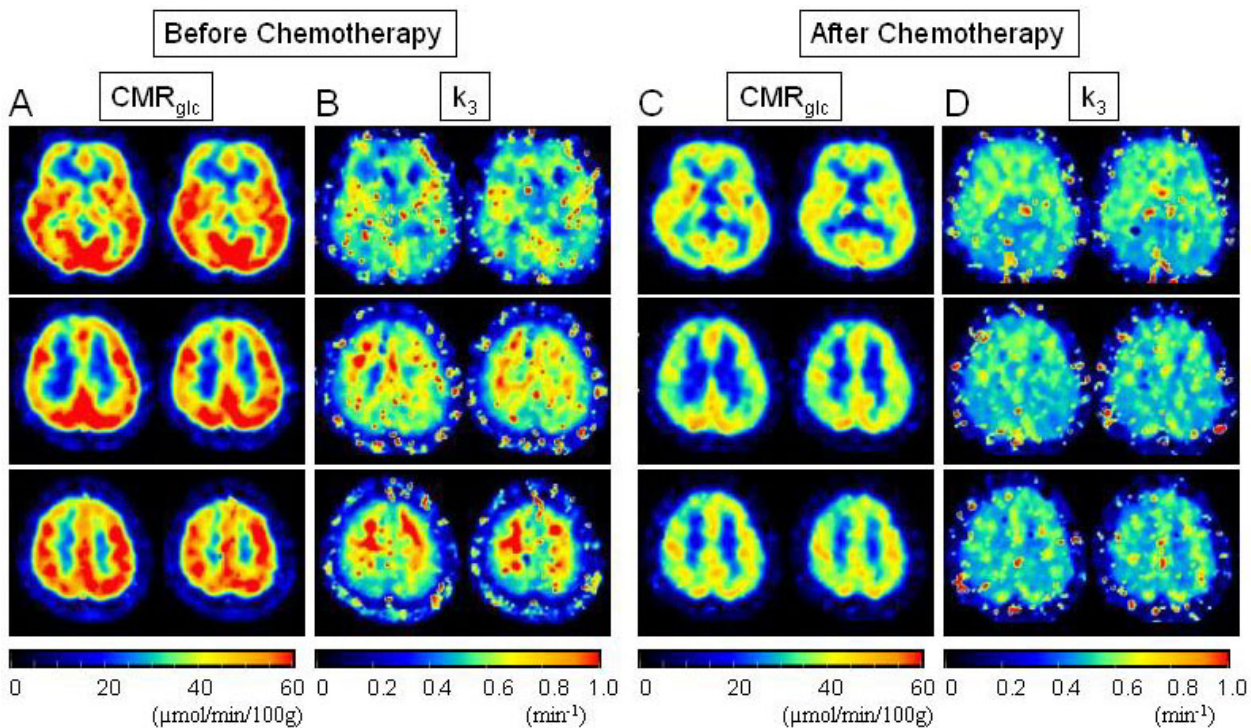 Before Chemotherapy After Chemotherapy
A CMRglc B k3 C CMRglc D k3
0 20 40 60 0 0.2 0.4 0.6 0.8 1.0 0 20 40 60 0 0.2 0.4 0.6 0.8 1.0
(μmol/min/100g) (min⁻¹) (μmol/min/100g) (min⁻¹)